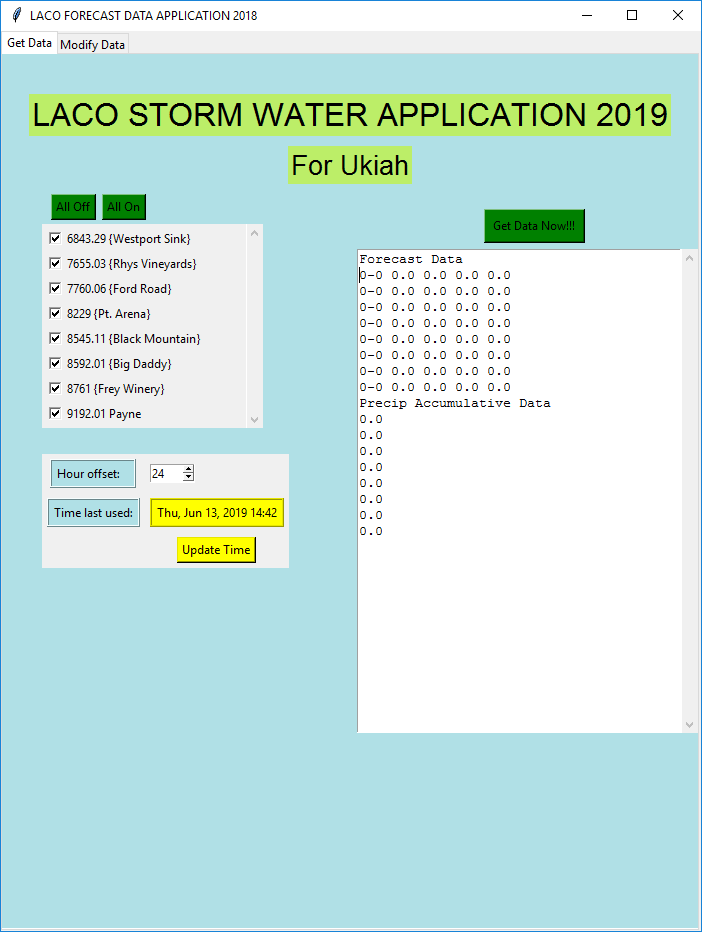 LACO FORECAST DATA APPLICATION 2018
Get Data Modify Data
LACO STORM WATER APPLICATION 2019
For Ukiah
All Off All On
6843.29 {Westport Sink}
7655.03 {Rhys Vineyards}
7760.06 {Ford Road}
8229 {Pt. Arena}
8545.11 {Black Mountain}
8592.01 {Big Daddy}
8761 {Frey Winery}
9192.01 Payne
Hour offset: 24
Time last used: Thu, Jun 13, 2019 14:42
Update Time
Get Data Now!!!
Forecast Data
0-0 0.0 0.0 0.0 0.0
0-0 0.0 0.0 0.0 0.0
0-0 0.0 0.0 0.0 0.0
0-0 0.0 0.0 0.0 0.0
0-0 0.0 0.0 0.0 0.0
0-0 0.0 0.0 0.0 0.0
0-0 0.0 0.0 0.0 0.0
0-0 0.0 0.0 0.0 0.0
Precip Accumulative Data
0.0
0.0
0.0
0.0
0.0
0.0
0.0
0.0